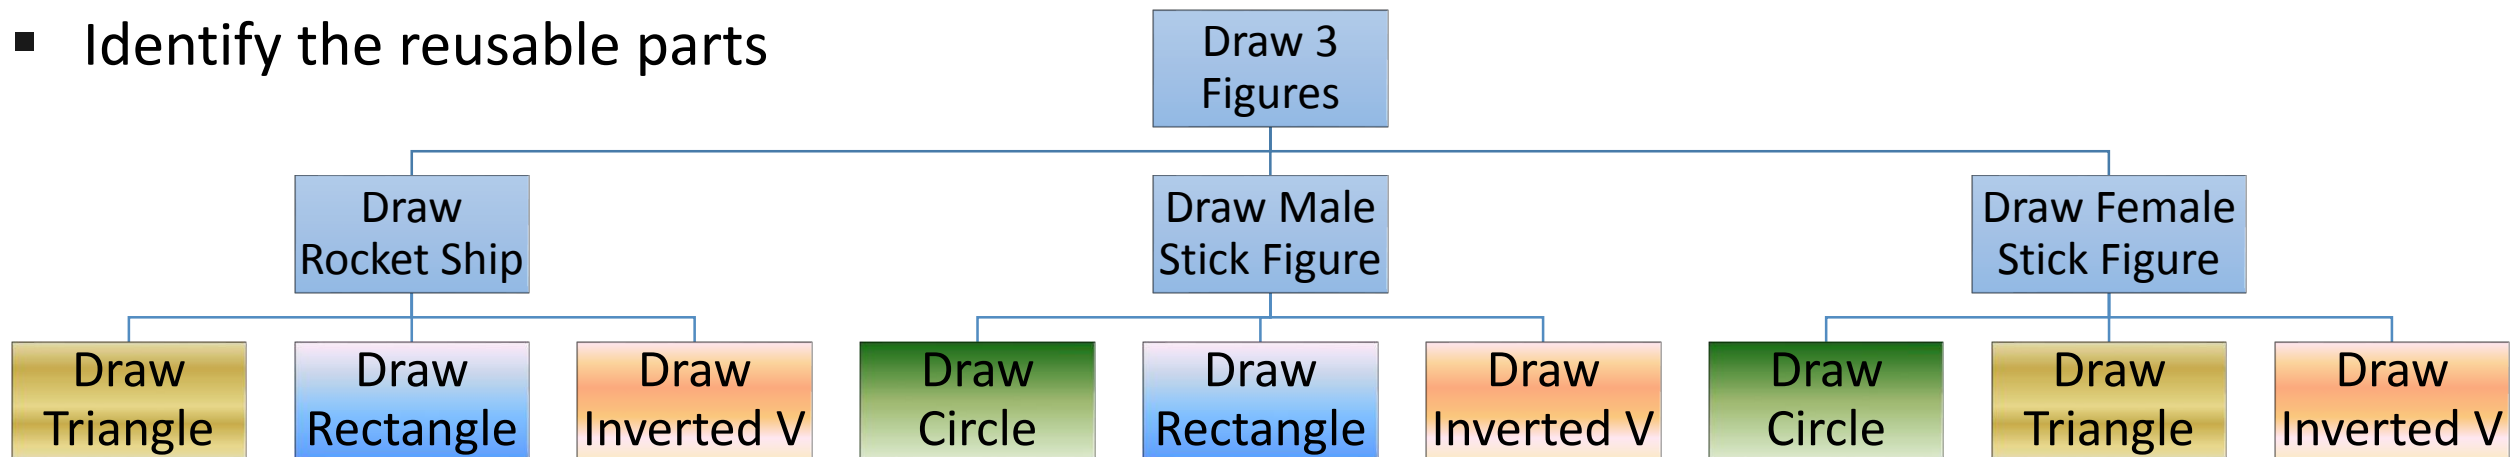 ▪ Identify the reusable parts
Draw 3
Figures
Draw
Rocket Ship
Draw Male
Stick Figure
Draw Female
Stick Figure
Draw
Triangle
Draw
Rectangle
Draw
Inverted V
Draw
Circle
Draw
Rectangle
Draw
Inverted V
Draw
Circle
Draw
Triangle
Draw
Inverted V